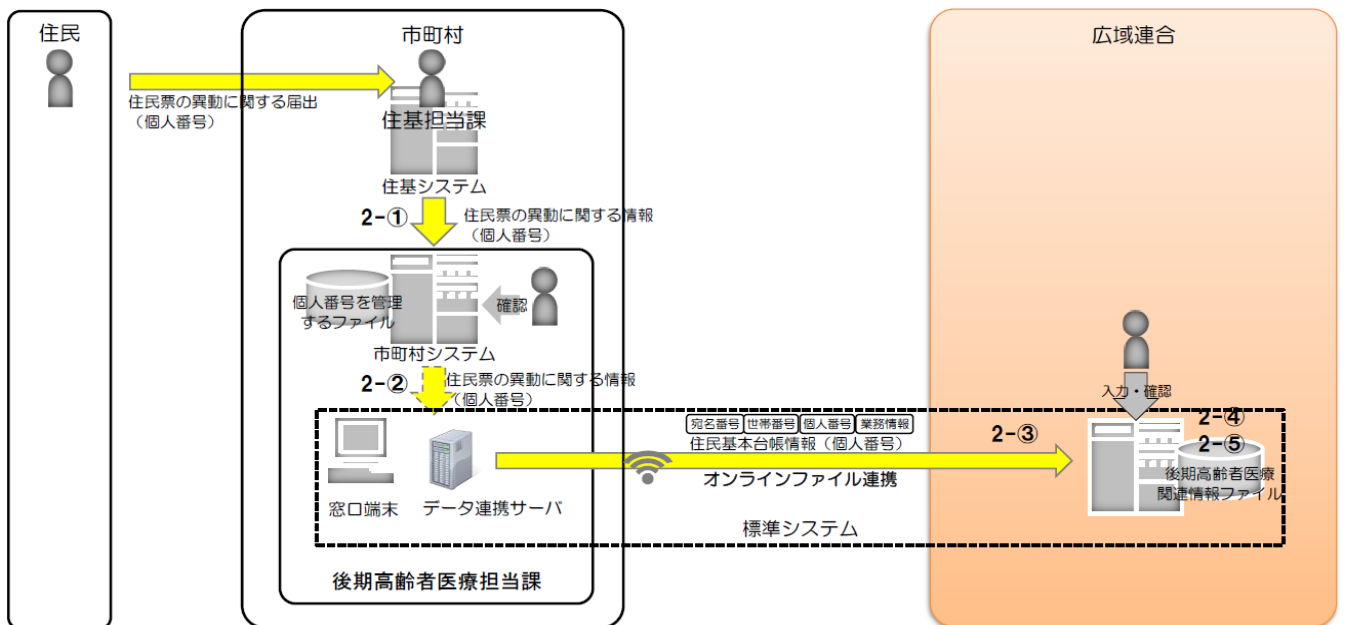 住民
市町村
広域連合
住民票の異動に関する届出
（個人番号）
住基担当課
住基システム
2-①
住民票の異動に関する情報
（個人番号）
個人番号を管理
するファイル
確認
市町村システム
2-②
住民票の異動に関する情報
（個人番号）
入力・確認
宛名番号 世帯番号 個人番号 業務情報
住民基本台帳情報（個人番号）
2-③
2-④
2-⑤
オンラインファイル連携
後期高齢者医療
関連情報ファイル
窓口端末
データ連携サーバ
標準システム
後期高齢者医療担当課